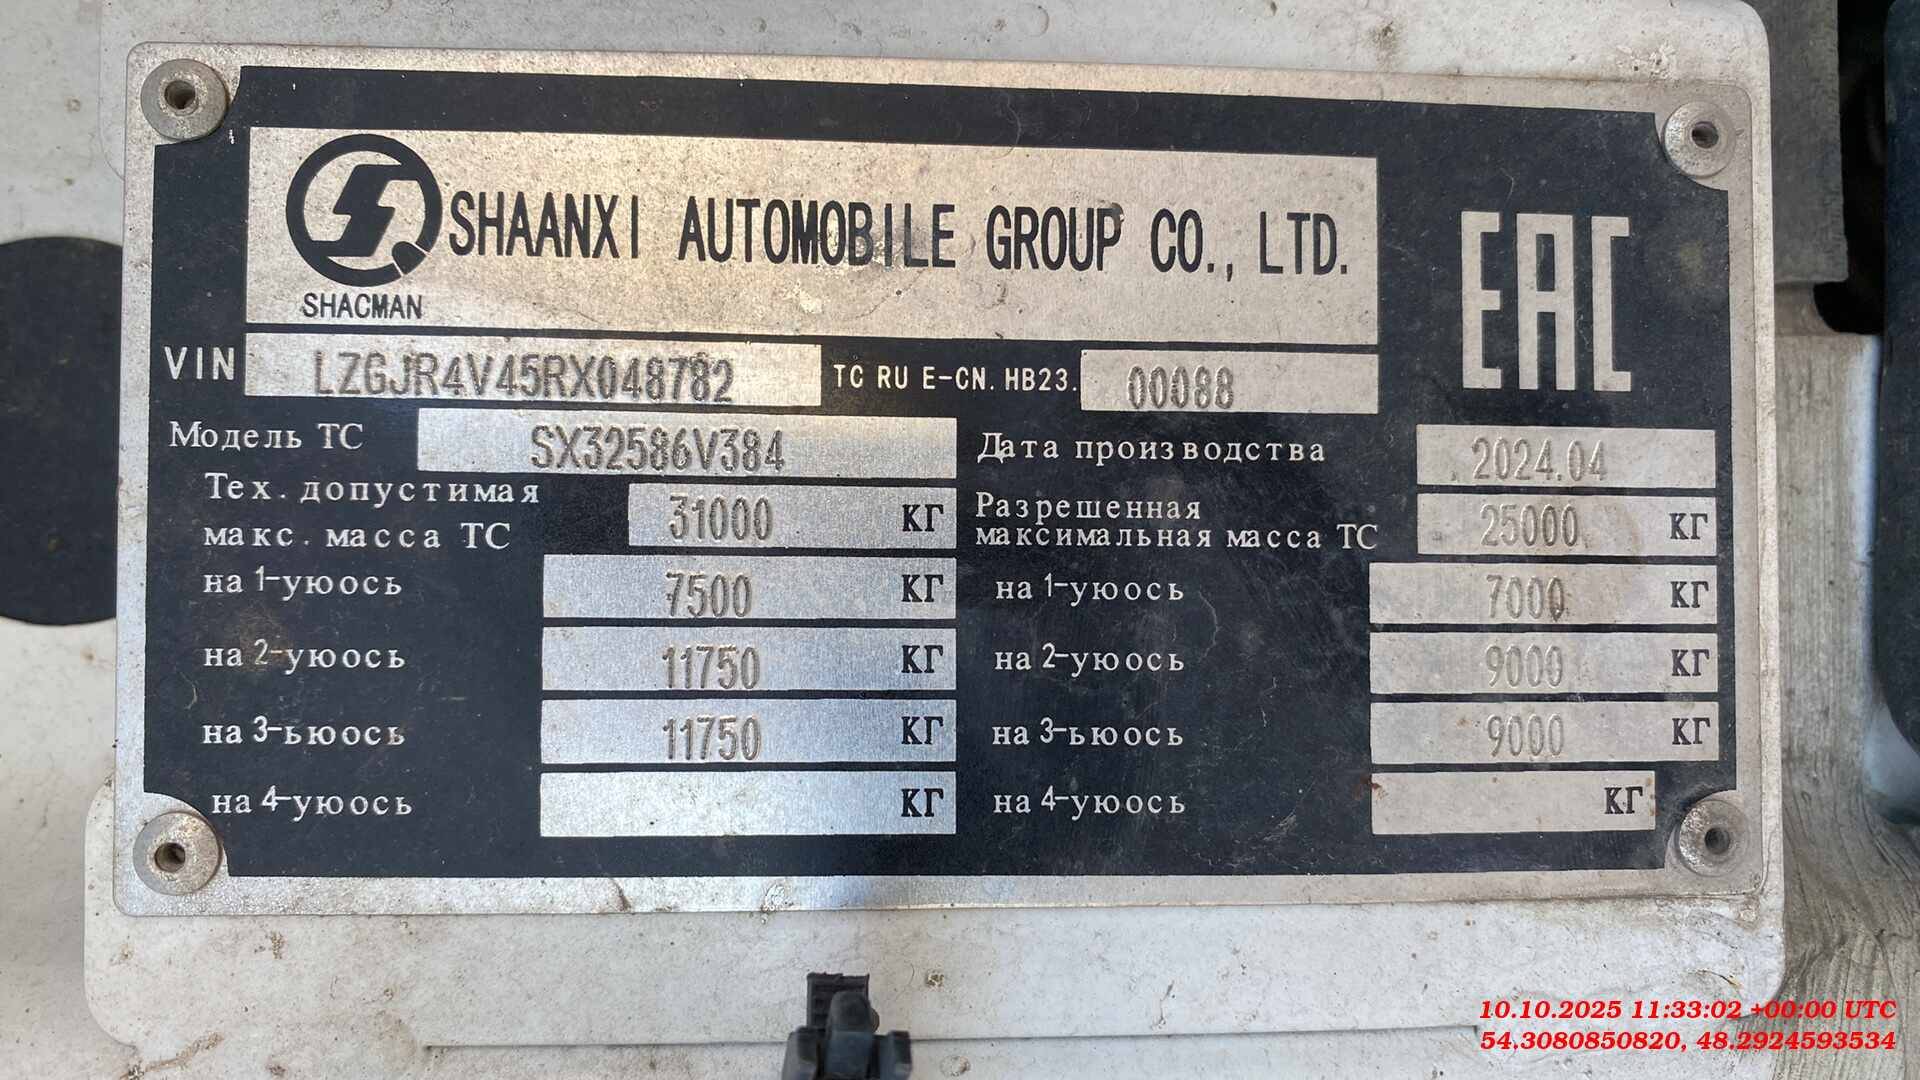 SHAANXI AUTOMOBILE GROUP CO., LTD.
SHACMAN
EAC
VIN LZGJR4V45RX048782 TC RU E-CN.HB23. 00088
Модель ТС SX32586V384 Дата производства 2024.04
Тех. допустимая макс. масса ТС 31000 КГ Разрешенная максимальная масса ТС 25000 КГ
на 1-уюось 7500 КГ на 1-уюось 7000 КГ
на 2-уюось 11750 КГ на 2-уюось 9000 КГ
на 3-ьюось 11750 КГ на 3-ьюось 9000 КГ
на 4-уюось КГ на 4-уюось КГ
10.10.2025 11:33:02 +00:00 UTC
54.3080850820, 48.2924593534